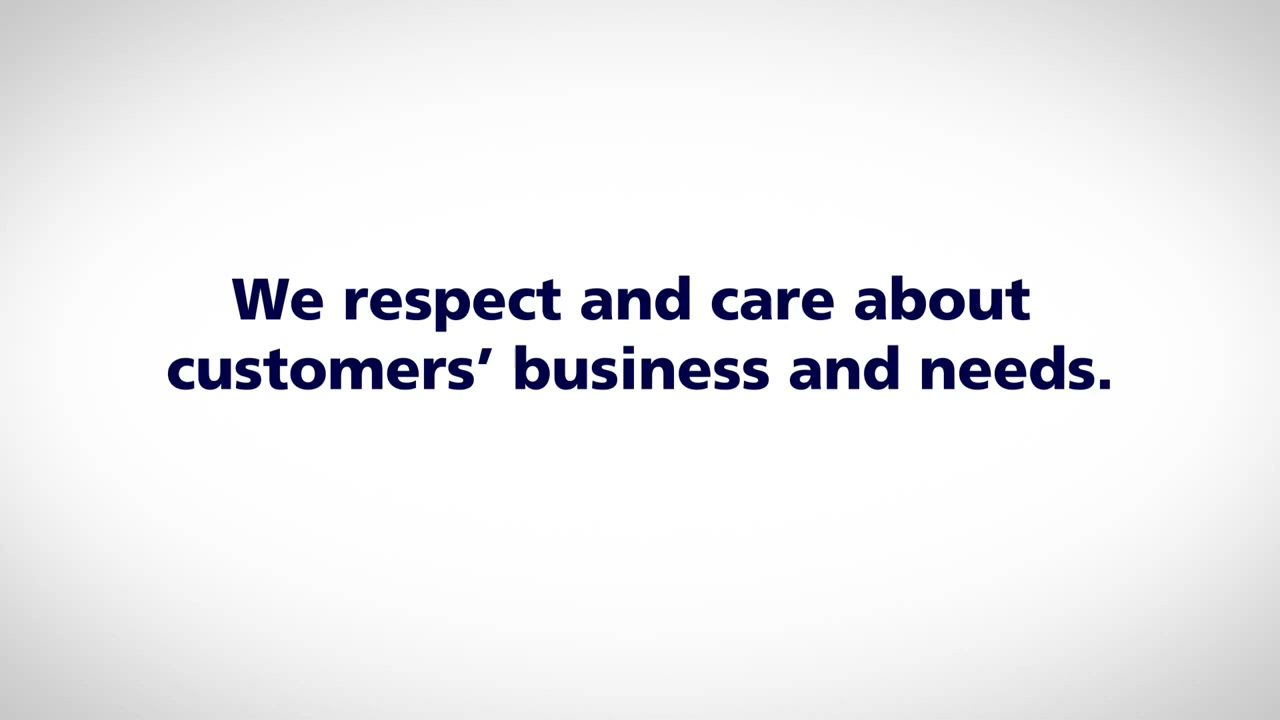 We respect and care about
customers’ business and needs.